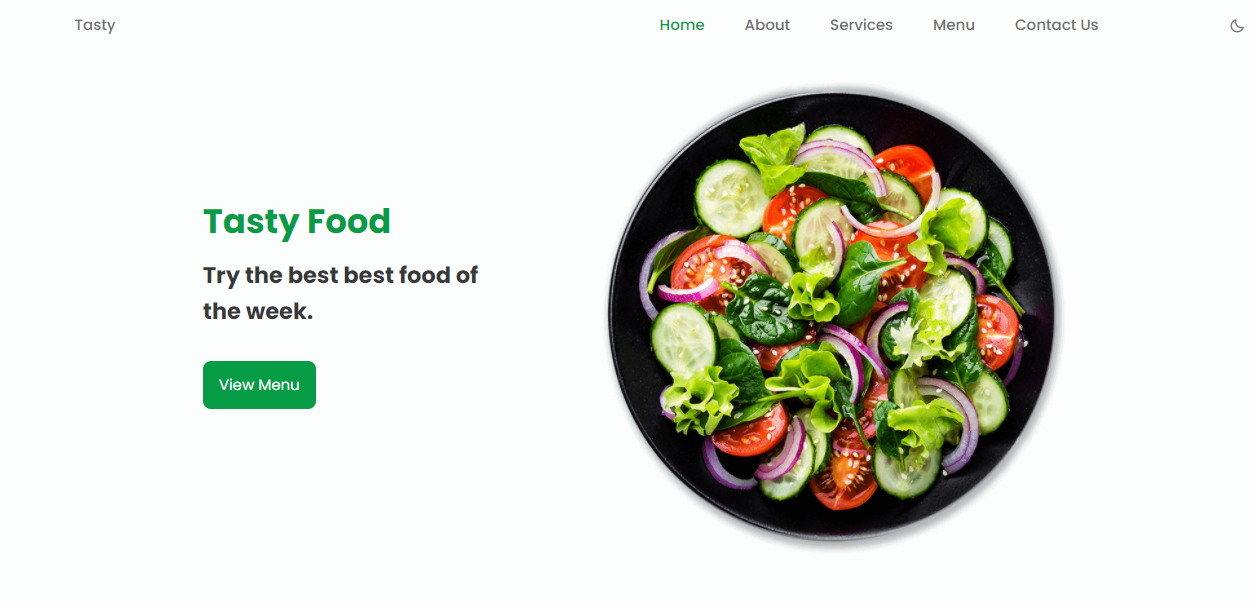 Tasty
Home About Services Menu Contact Us
Tasty Food
Try the best best food of
the week.
View Menu